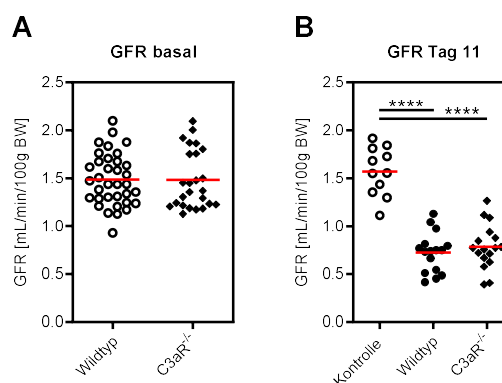 A
GFR basal
GFR [mL/min/100g BW]
2.5
2.0
1.5
1.0
0.5
0.0
Wildtyp
C3aR-/-
B
GFR Tag 11
GFR [mL/min/100g BW]
2.5
2.0
1.5
1.0
0.5
0.0
****
****
Kontrolle
Wildtyp
C3aR-/-